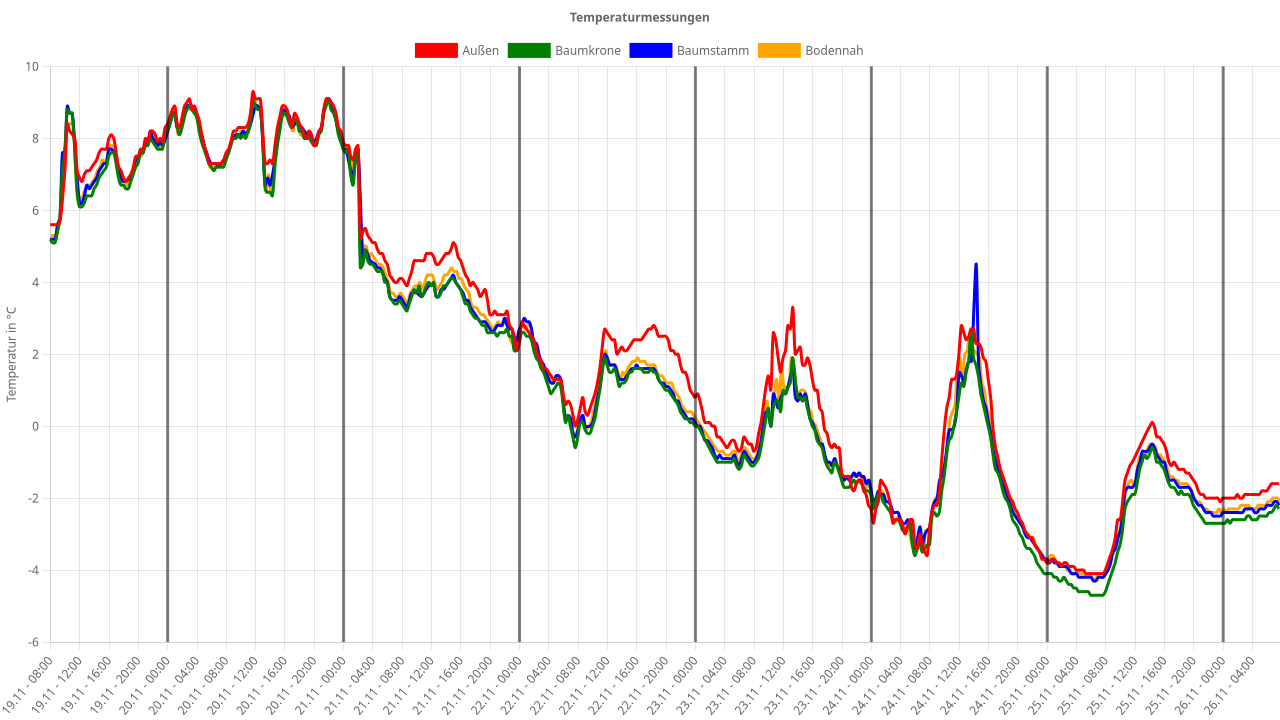 Temperaturmessungen
Außen Baumkrone Baumstamm Bodennah
Temperatur in °C
10
8
6
4
2
0
-2
-4
-6
19.11 - 08:00
19.11 - 12:00
19.11 - 16:00
19.11 - 20:00
20.11 - 00:00
20.11 - 04:00
20.11 - 08:00
20.11 - 12:00
20.11 - 16:00
20.11 - 20:00
21.11 - 00:00
21.11 - 04:00
21.11 - 08:00
21.11 - 12:00
21.11 - 16:00
21.11 - 20:00
22.11 - 00:00
22.11 - 04:00
22.11 - 08:00
22.11 - 12:00
22.11 - 16:00
22.11 - 20:00
23.11 - 00:00
23.11 - 04:00
23.11 - 08:00
23.11 - 12:00
23.11 - 16:00
23.11 - 20:00
24.11 - 00:00
24.11 - 04:00
24.11 - 08:00
24.11 - 12:00
24.11 - 16:00
24.11 - 20:00
25.11 - 00:00
25.11 - 04:00
25.11 - 08:00
25.11 - 12:00
25.11 - 16:00
25.11 - 20:00
26.11 - 00:00
26.11 - 04:00